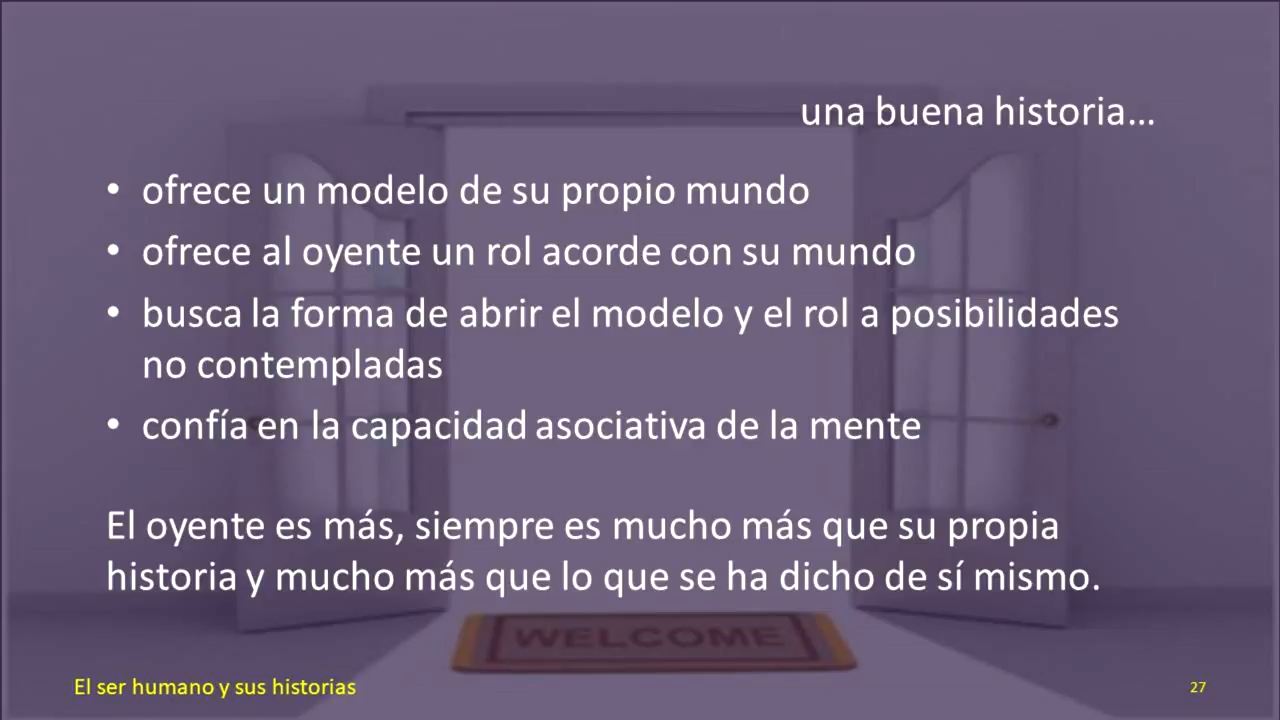 una buena historia...
• ofrece un modelo de su propio mundo
• ofrece al oyente un rol acorde con su mundo
• busca la forma de abrir el modelo y el rol a posibilidades
no contempladas
• confía en la capacidad asociativa de la mente
El oyente es más, siempre es mucho más que su propia
historia y mucho más que lo que se ha dicho de sí mismo.
WELCOME
El ser humano y sus historias
27